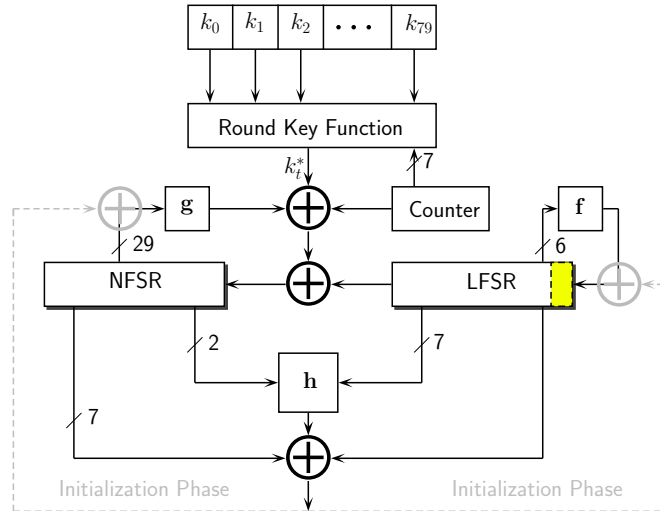 k0 k1 k2 ... k79
Round Key Function
k*t
7
g
Counter
f
29
6
NFSR
LFSR
2
7
h
7
Initialization Phase
Initialization Phase